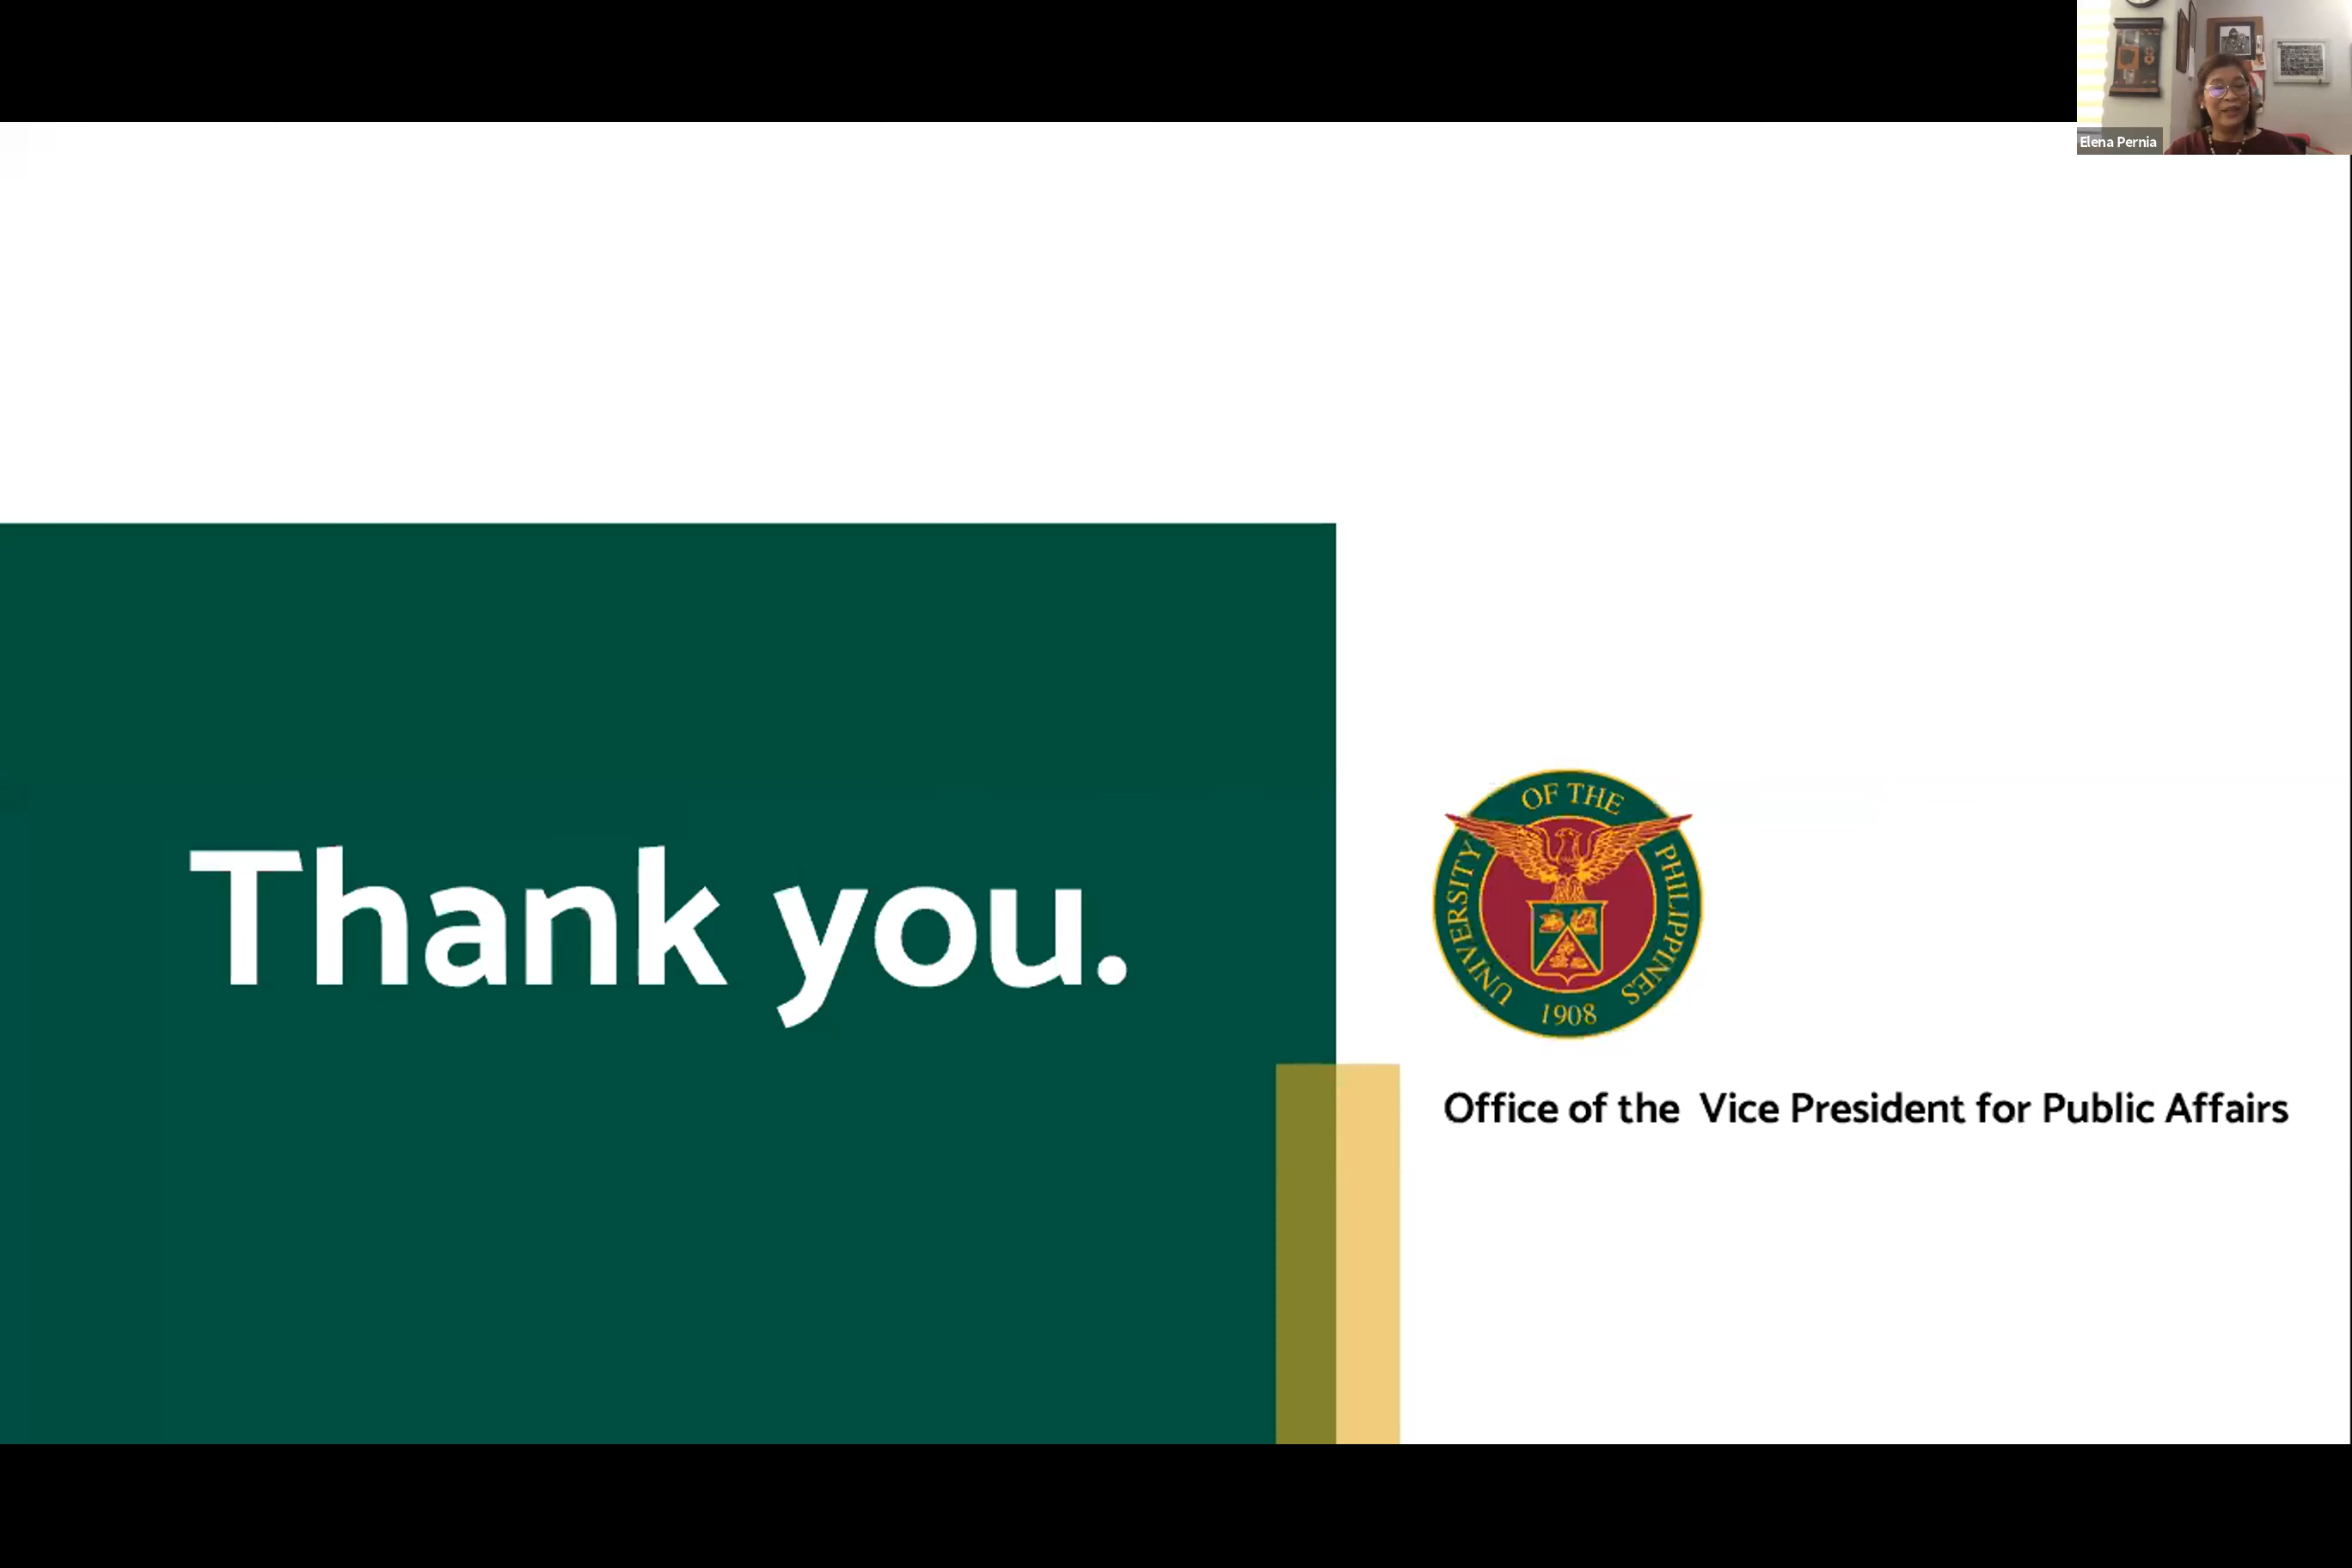 Elena Pernia
Thank you.
UNIVERSITY OF THE PHILIPPINES
1908
Office of the Vice President for Public Affairs